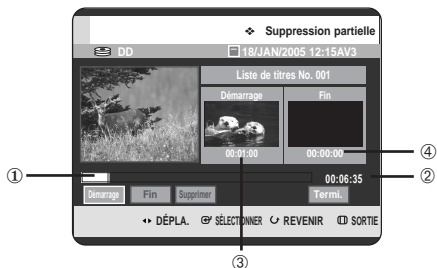 ❖ Suppression partielle
DD 18/JAN/2005 12:15AV3
Liste de titres No. 001
Démarrage Fin
00:01:00 00:00:00 ④
① 00:06:35 ②
Démarrage Fin Supprimer Termi.
DÉPLA. SÉLECTIONNER REVENIR SORTIE
③